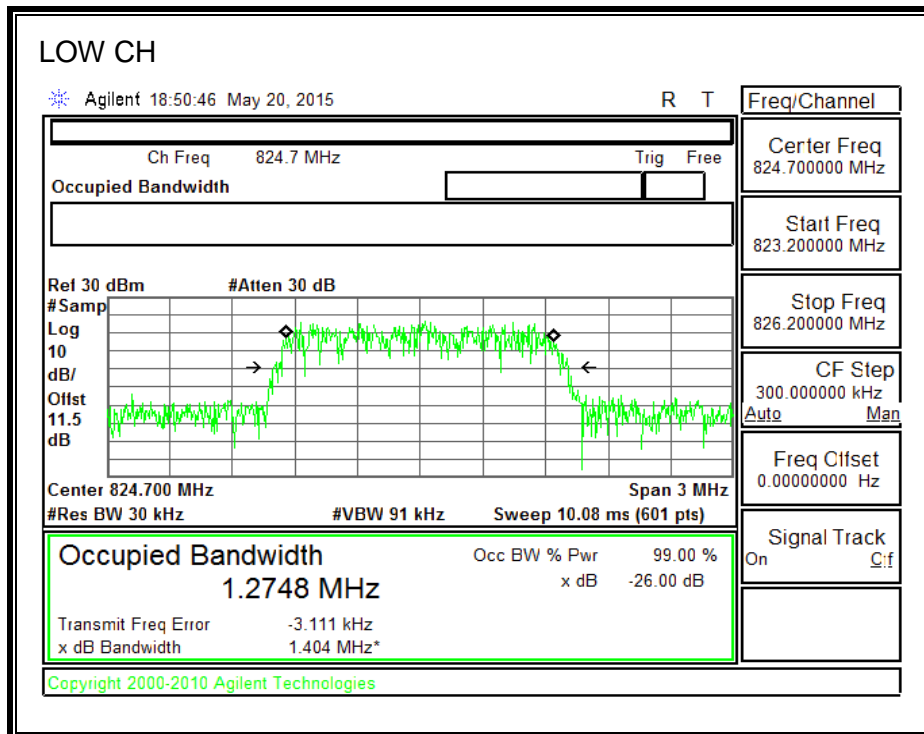 LOW CH
Agilent 18:50:46 May 20, 2015 R T
Freq/Channel
Ch Freq 824.7 MHz Trig Free
Occupied Bandwidth
Center Freq
824.700000 MHz
Start Freq
823.200000 MHz
Stop Freq
826.200000 MHz
CF Step
300.000000 kHz
Auto Man
Freq Offset
0.00000000 Hz
Signal Track
On Off
Ref 30 dBm #Atten 30 dB
#Samp
Log
10
dB/
Offst
11.5
dB
Center 824.700 MHz Span 3 MHz
#Res BW 30 kHz #VBW 91 kHz Sweep 10.08 ms (601 pts)
Occupied Bandwidth
1.2748 MHz
Occ BW % Pwr 99.00 %
x dB -26.00 dB
Transmit Freq Error -3.111 kHz
x dB Bandwidth 1.404 MHz*
Copyright 2000-2010 Agilent Technologies